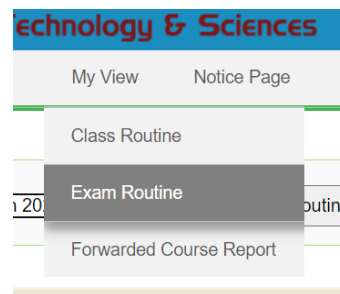 Technology & Sciences
My View Notice Page
Class Routine
Exam Routine
Forwarded Course Report